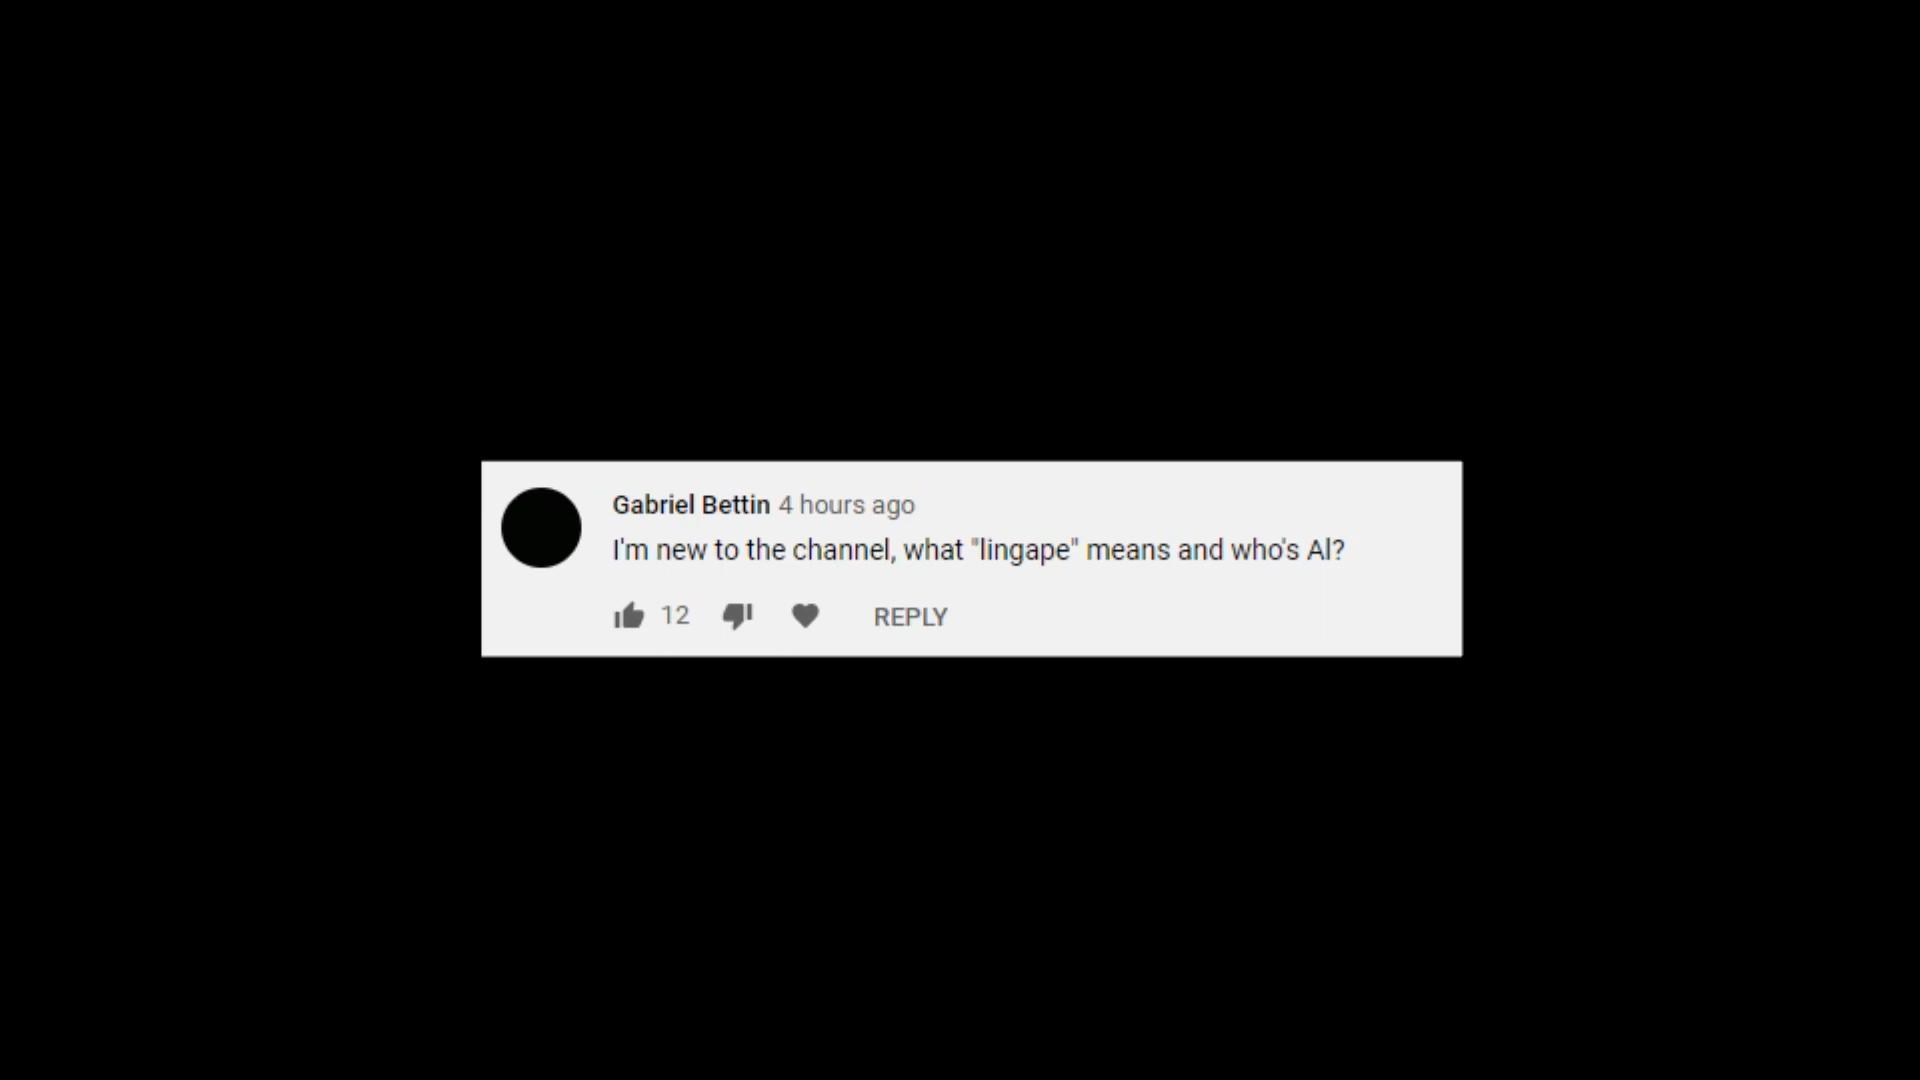 Gabriel Bettin 4 hours ago
I'm new to the channel, what "lingape" means and who's Al?
12 REPLY